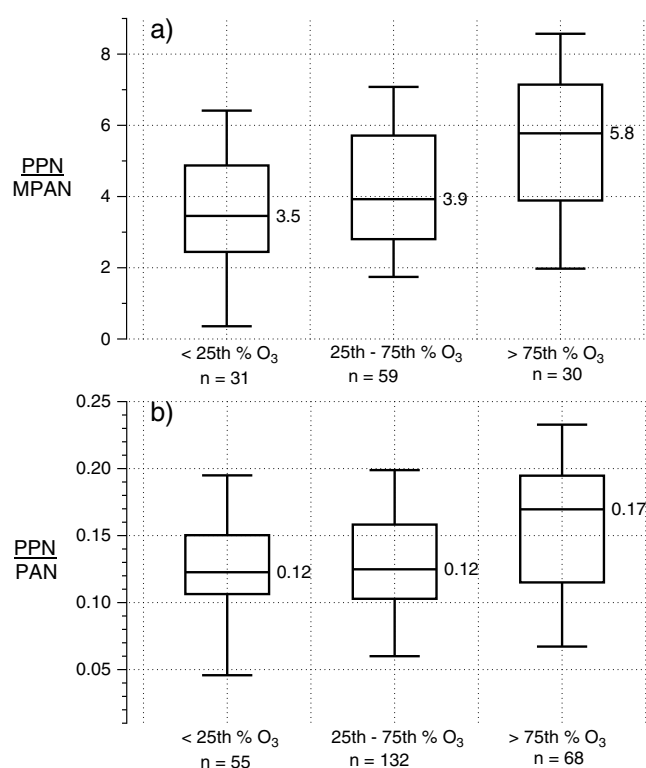 a)
8
6
4
2
0
PPN
MPAN
3.5
3.9
5.8
< 25th % O₃
25th - 75th % O₃
> 75th % O₃
n = 31
n = 59
n = 30
b)
0.25
0.20
0.15
0.10
0.05
PPN
PAN
0.12
0.12
0.17
< 25th % O₃
25th - 75th % O₃
> 75th % O₃
n = 55
n = 132
n = 68